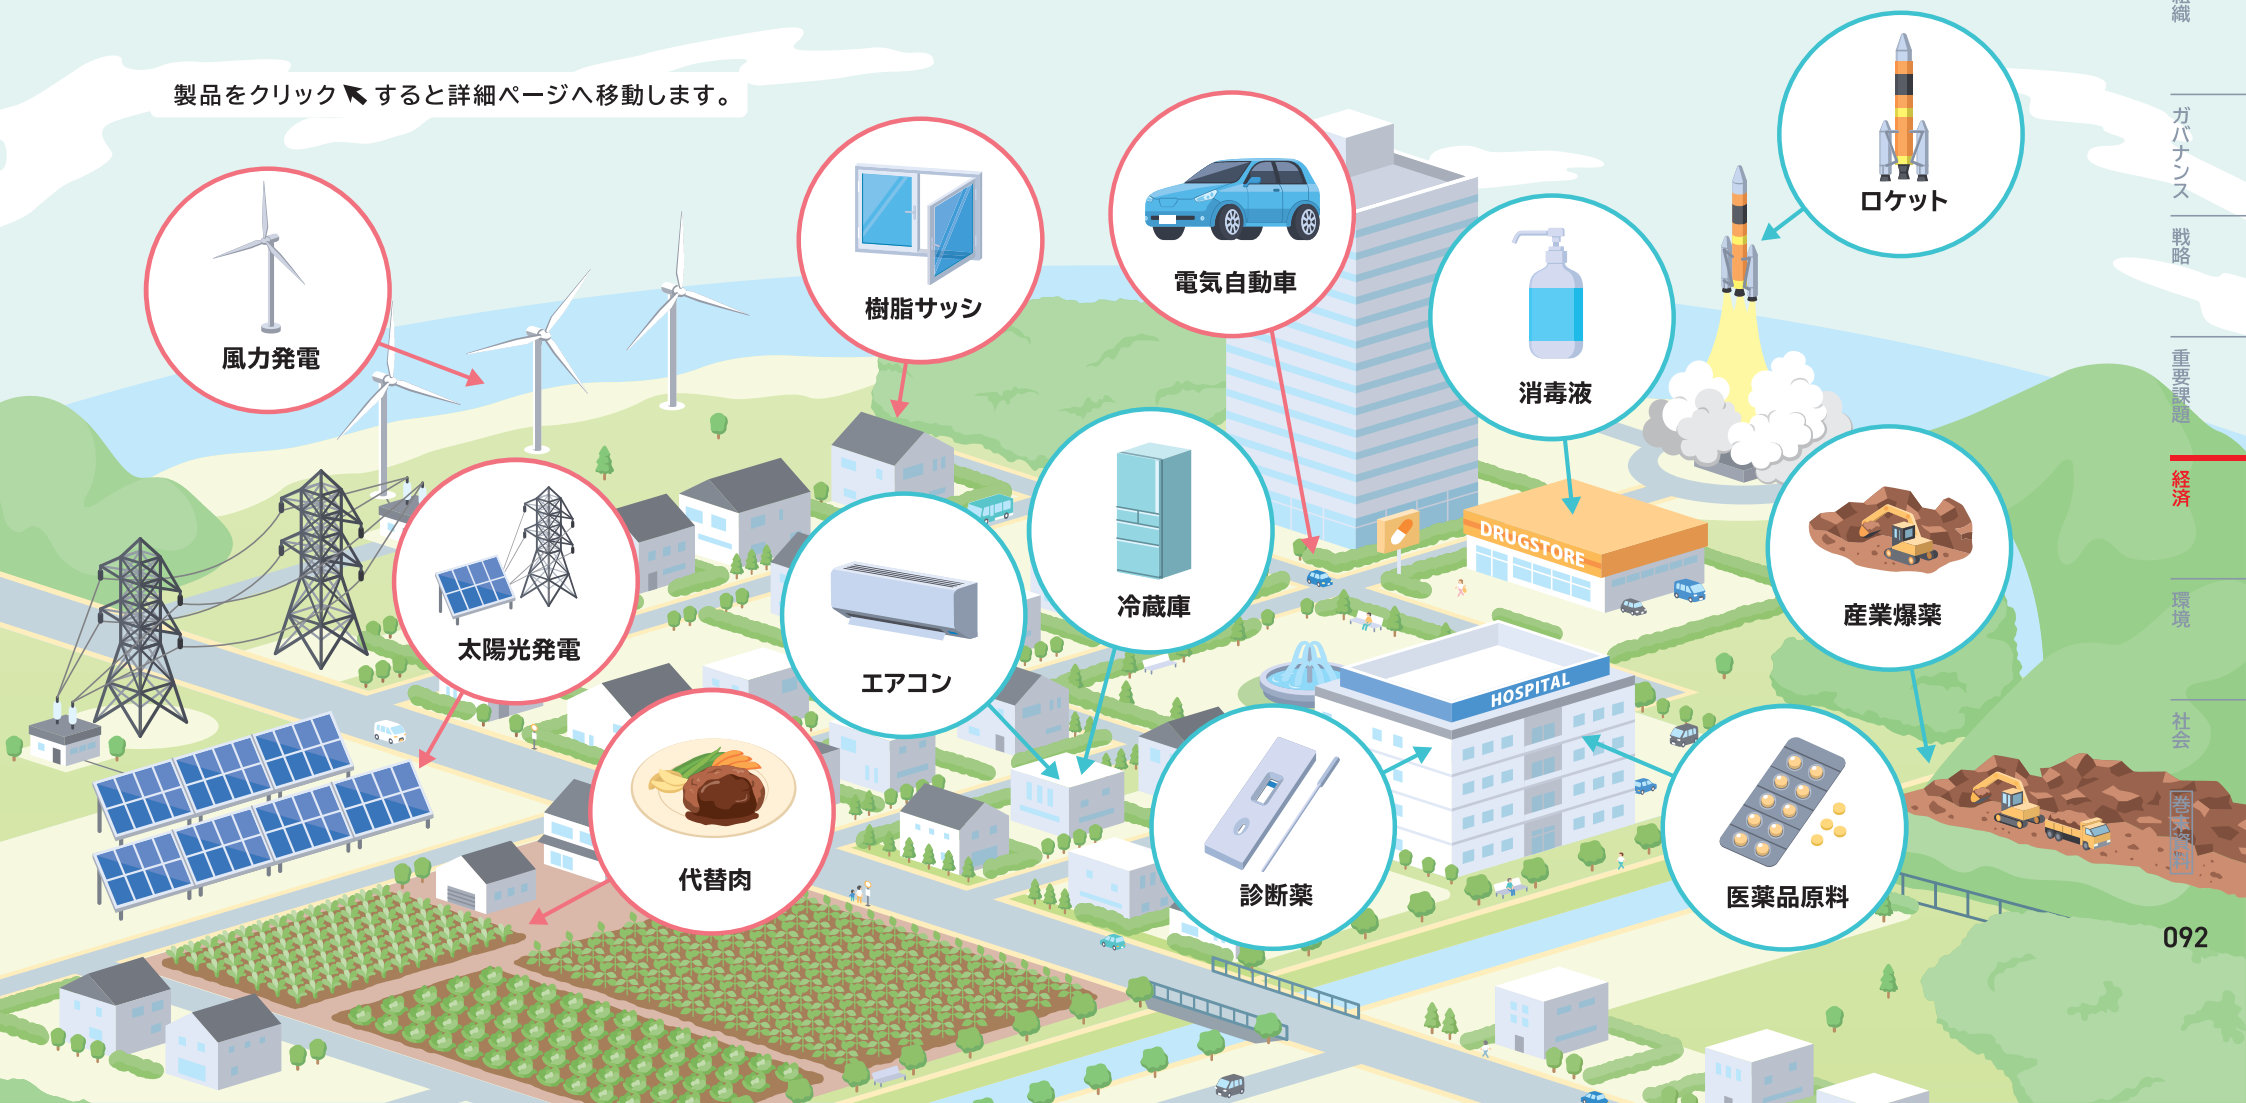 製品をクリックすると詳細ページへ移動します。
風力発電
樹脂サッシ
電気自動車
消毒液
ロケット
太陽光発電
エアコン
冷蔵庫
産業爆薬
代替肉
診断薬
医薬品原料
DRUGSTORE
HOSPITAL
組織
ガバナンス
戦略
重要課題
経済
環境
社会
巻末資料
092